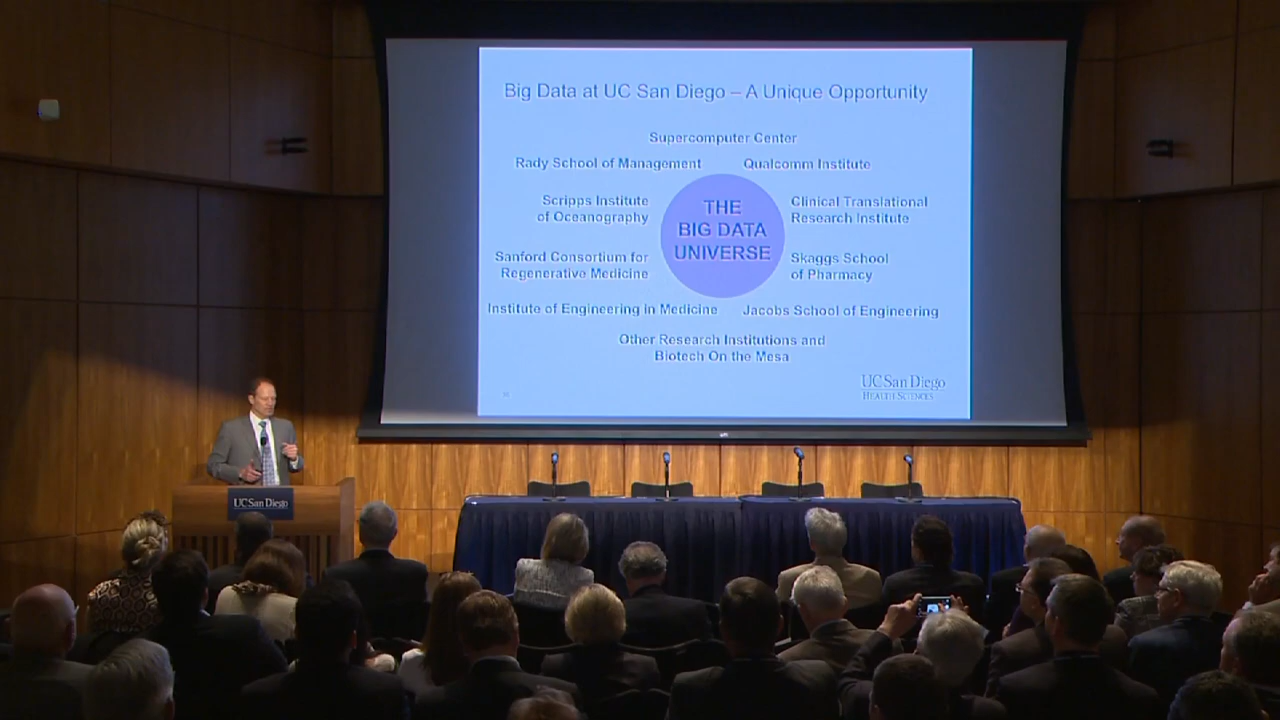 Big Data at UC San Diego – A Unique Opportunity
Supercomputer Center
Rady School of Management
Qualcomm Institute
Scripps Institute
of Oceanography
Clinical Translational
Research Institute
THE
BIG DATA
UNIVERSE
Sanford Consortium for
Regenerative Medicine
Skaggs School
of Pharmacy
Institute of Engineering in Medicine
Jacobs School of Engineering
Other Research Institutions and
Biotech On the Mesa
UC San Diego
HEALTH SCIENCES
UC San Diego